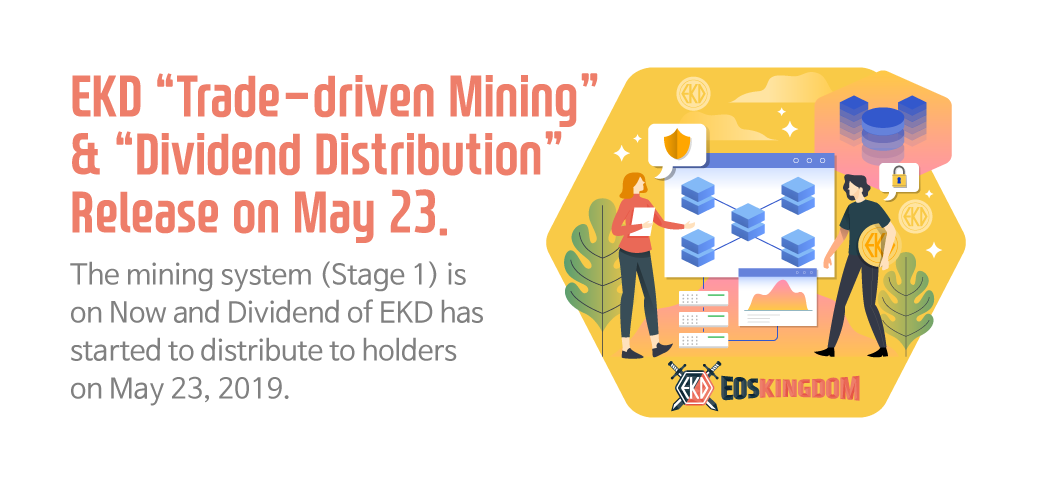 EKD “Trade-driven Mining”
& “Dividend Distribution”
Release on May 23.
The mining system (Stage 1) is
on Now and Dividend of EKD has
started to distribute to holders
on May 23, 2019.
EKD
EKD
EKD
EKD
EOSKINGDOM